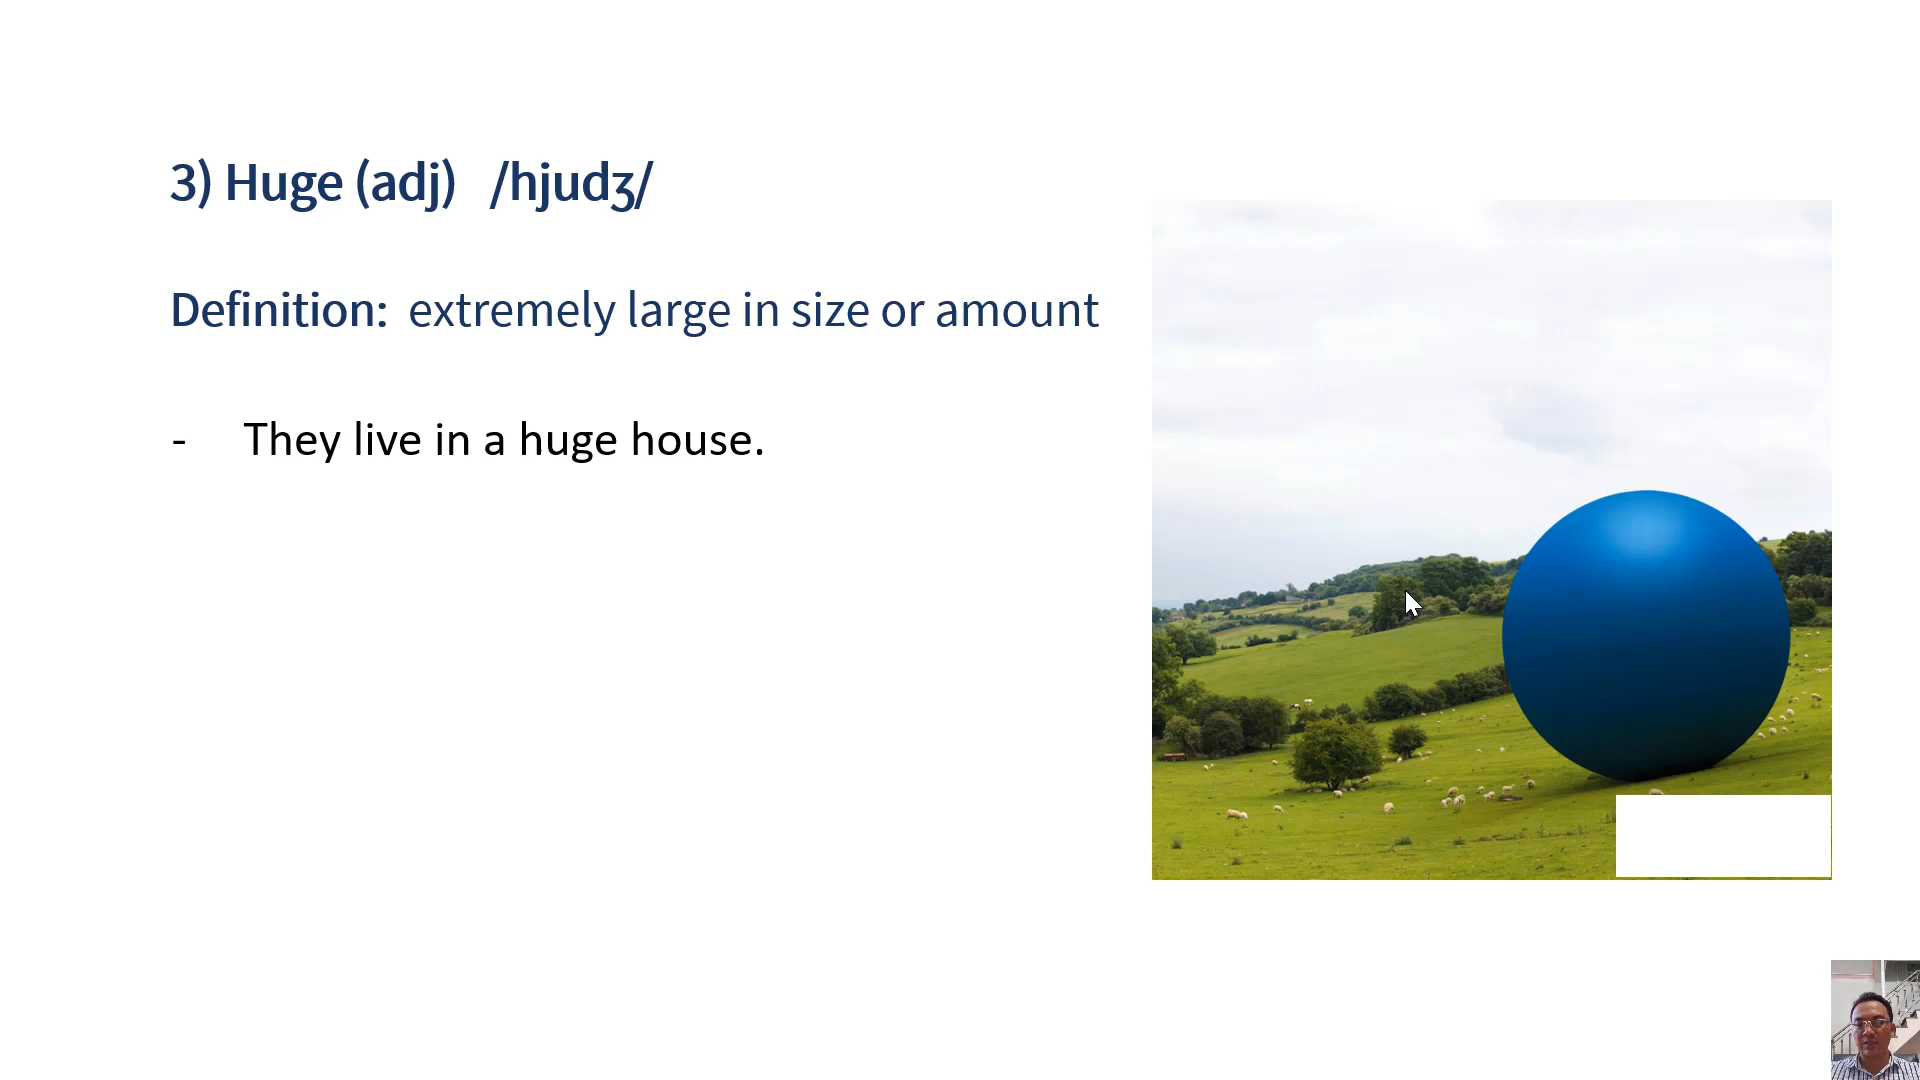 3) Huge (adj) /hjudʒ/
Definition: extremely large in size or amount
- They live in a huge house.